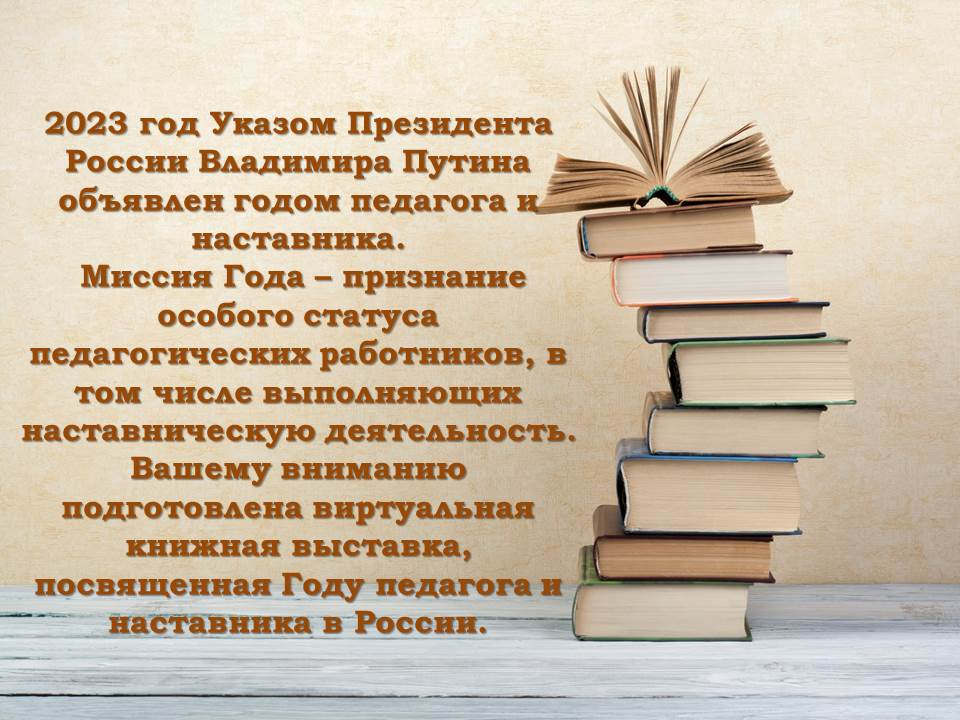 2023 год Указом Президента
России Владимира Путина
объявлен годом педагога и
наставника.
Миссия Года – признание
особого статуса
педагогических работников, в
том числе выполняющих
наставническую деятельность.
Вашему вниманию
подготовлена виртуальная
книжная выставка,
посвященная Году педагога и
наставника в России.